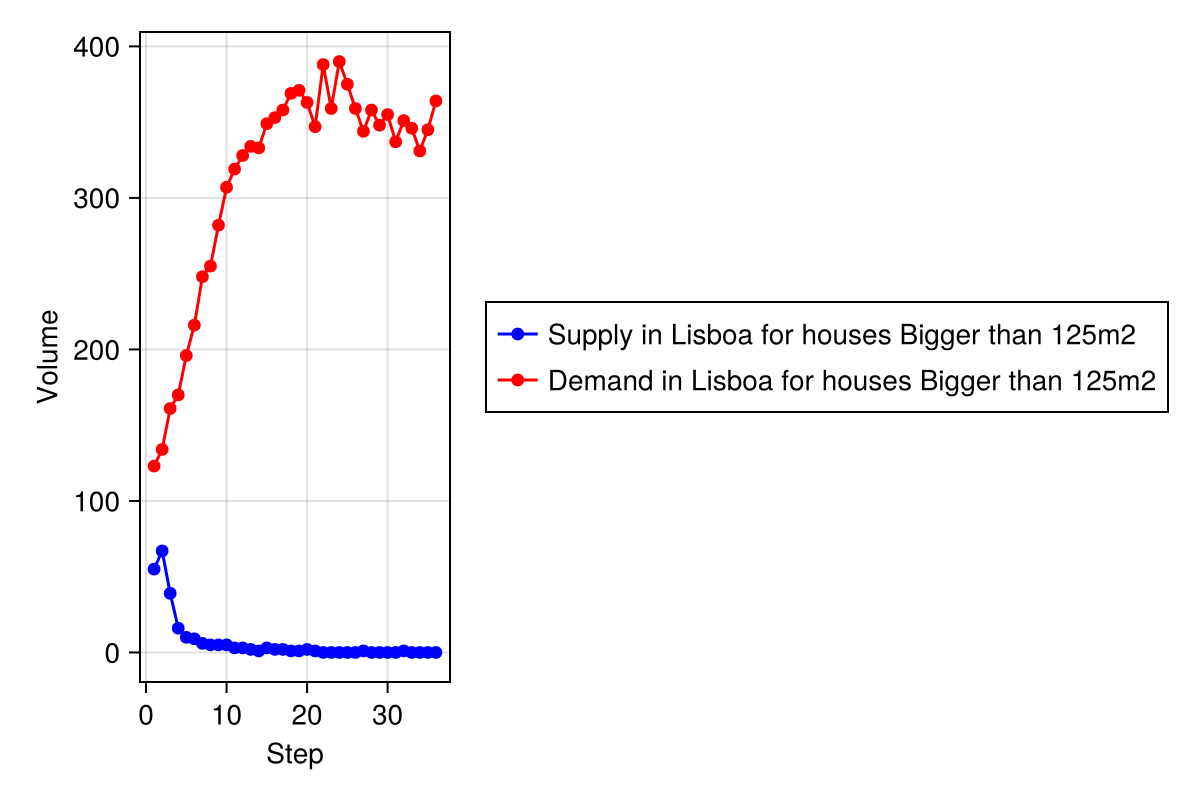 400
300
200
100
0
Volume
0 10 20 30
Step
Supply in Lisboa for houses Bigger than 125m2
Demand in Lisboa for houses Bigger than 125m2